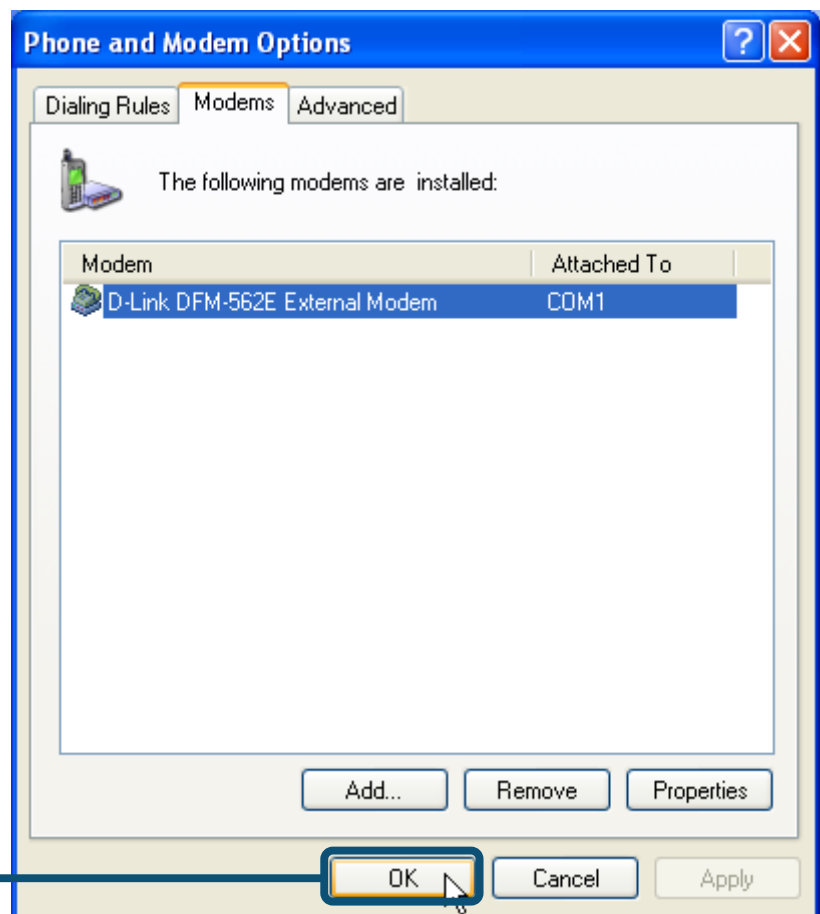 Phone and Modem Options
Dialing Rules Modems Advanced
The following modems are installed:
Modem Attached To
D-Link DFM-562E External Modem COM1
Add... Remove Properties
OK Cancel Apply